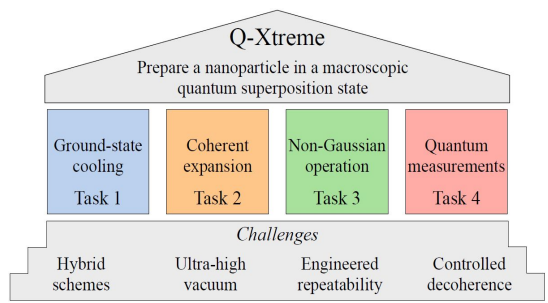 Q-Xtreme
Prepare a nanoparticle in a macroscopic
quantum superposition state
Ground-state
cooling
Task 1
Coherent
expansion
Task 2
Non-Gaussian
operation
Task 3
Quantum
measurements
Task 4
Challenges
Hybrid
schemes
Ultra-high
vacuum
Engineered
repeatability
Controlled
decoherence